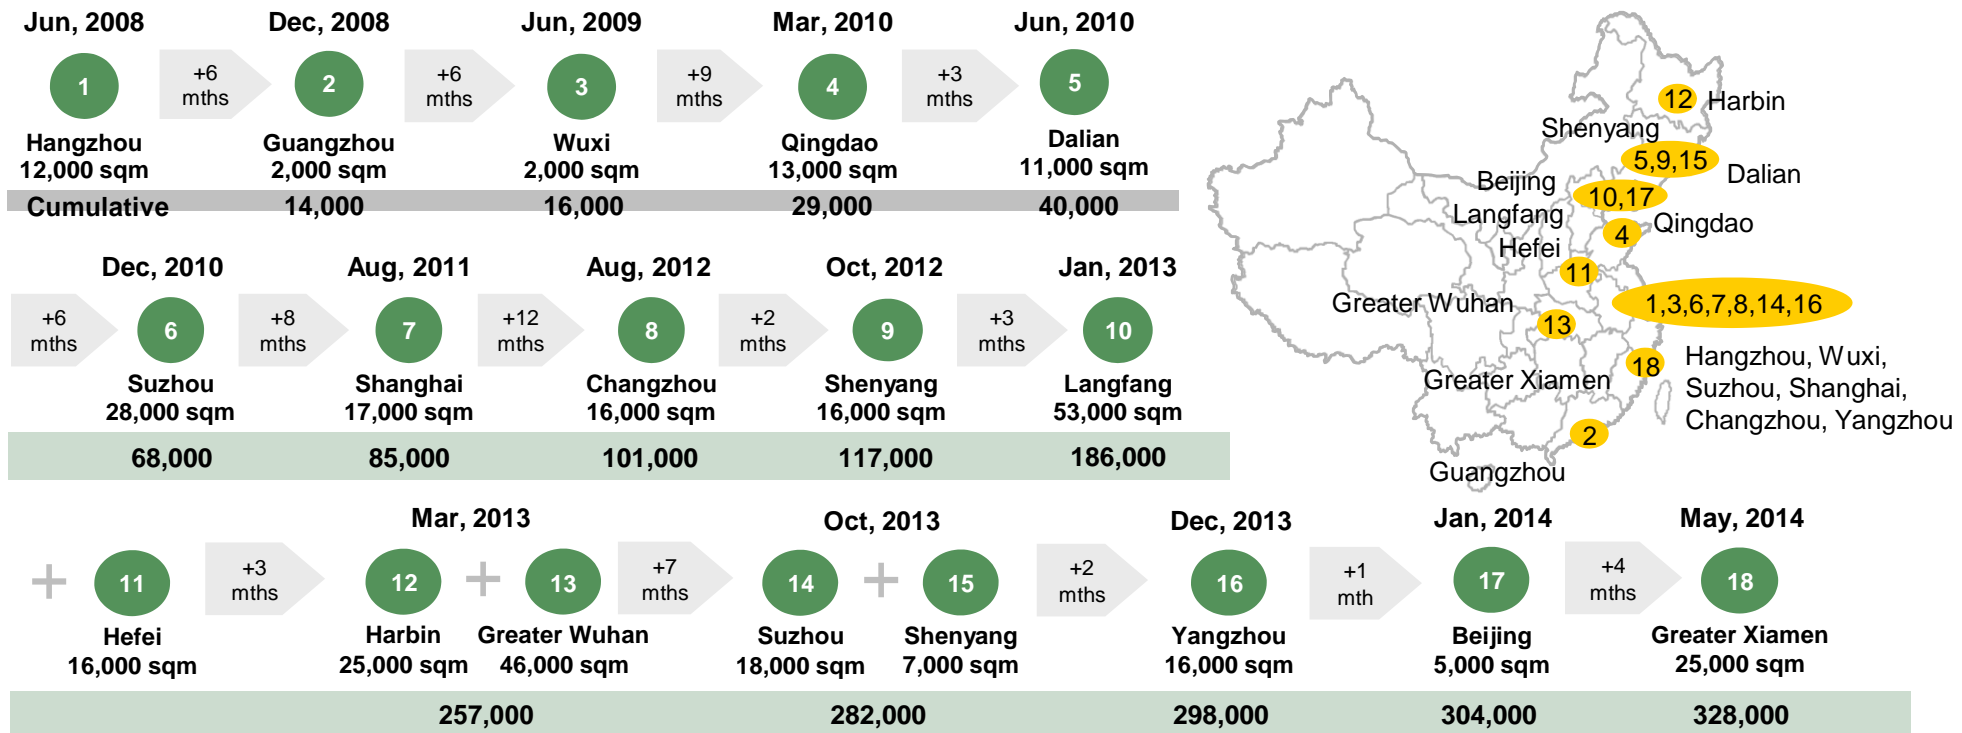 Jun, 2008
Dec, 2008
Jun, 2009
Mar, 2010
Jun, 2010
1
+6
mths
2
+6
mths
3
+9
mths
4
+3
mths
5
Hangzhou
12,000 sqm
Guangzhou
2,000 sqm
Wuxi
2,000 sqm
Qingdao
13,000 sqm
Dalian
11,000 sqm
Cumulative
14,000
16,000
29,000
40,000
Dec, 2010
Aug, 2011
Aug, 2012
Oct, 2012
Jan, 2013
+6
mths
6
+8
mths
7
+12
mths
8
+2
mths
9
+3
mths
10
Suzhou
28,000 sqm
Shanghai
17,000 sqm
Changzhou
16,000 sqm
Shenyang
16,000 sqm
Langfang
53,000 sqm
68,000
85,000
101,000
117,000
186,000
Mar, 2013
Oct, 2013
Dec, 2013
Jan, 2014
May, 2014
+
11
+3
mths
12
+
13
+7
mths
14
+
15
+2
mths
16
+1
mth
17
+4
mths
18
Hefei
16,000 sqm
Harbin
25,000 sqm
Greater Wuhan
46,000 sqm
Suzhou
18,000 sqm
Shenyang
7,000 sqm
Yangzhou
16,000 sqm
Beijing
5,000 sqm
Greater Xiamen
25,000 sqm
257,000
282,000
298,000
304,000
328,000
12
Harbin
Shenyang
5,9,15
Dalian
Beijing
10,17
Langfang
Qingdao
4
Hefei
11
Greater Wuhan
1,3,6,7,8,14,16
13
Hangzhou, Wuxi,
Suzhou, Shanghai,
Changzhou, Yangzhou
18
Greater Xiamen
2
Guangzhou